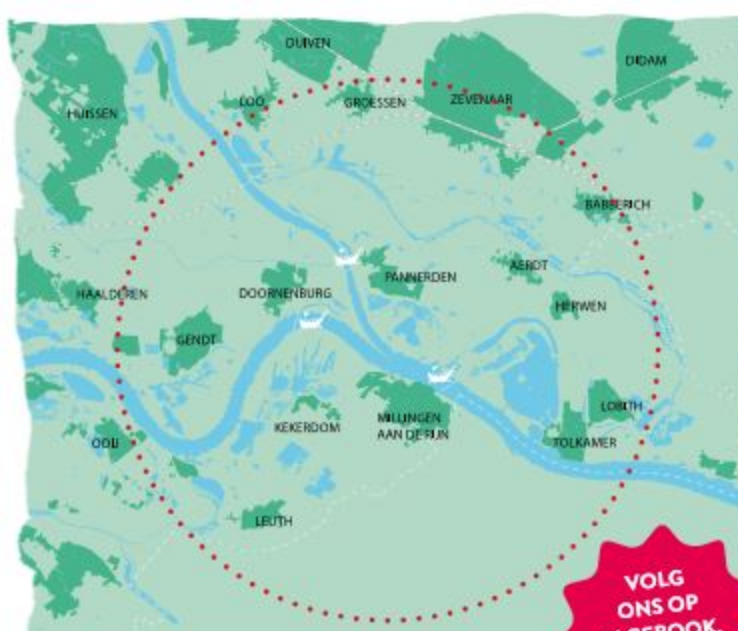 DUIVEN
DIDAM
HUISSEN
LOO
GROESSEN
ZEVENAAR
BABBERICH
HAALDEREN
DOORNENBURG
PANNERDEN
AERDT
HERWEN
GENDT
LOBITH
KEKERDOM
MILLINGEN
AAN DE RIJN
TOLKAMER
OOIJ
LEUTH
VOLG
ONS OP